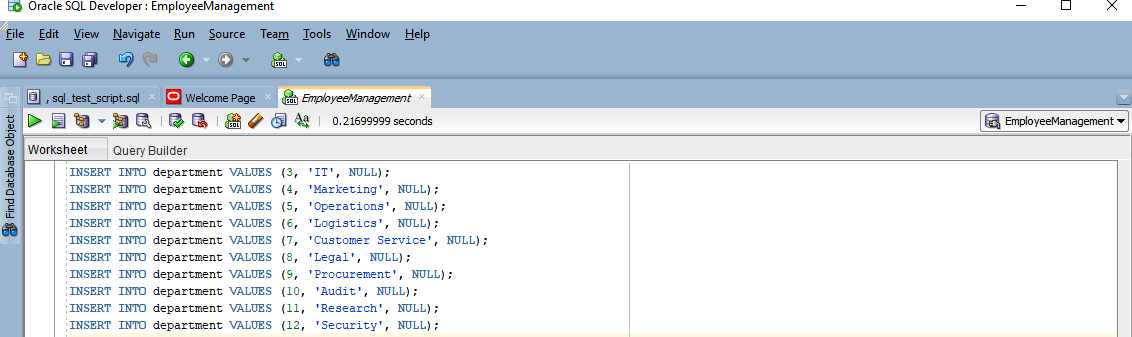 Oracle SQL Developer : EmployeeManagement
File Edit View Navigate Run Source Team Tools Window Help
SQL
, sql_test_script.sql Welcome Page EmployeeManagement
SQL Aa 0.21699999 seconds EmployeeManagement
Find Database Object
Worksheet Query Builder
INSERT INTO department VALUES (3, 'IT', NULL);
INSERT INTO department VALUES (4, 'Marketing', NULL);
INSERT INTO department VALUES (5, 'Operations', NULL);
INSERT INTO department VALUES (6, 'Logistics', NULL);
INSERT INTO department VALUES (7, 'Customer Service', NULL);
INSERT INTO department VALUES (8, 'Legal', NULL);
INSERT INTO department VALUES (9, 'Procurement', NULL);
INSERT INTO department VALUES (10, 'Audit', NULL);
INSERT INTO department VALUES (11, 'Research', NULL);
INSERT INTO department VALUES (12, 'Security', NULL);